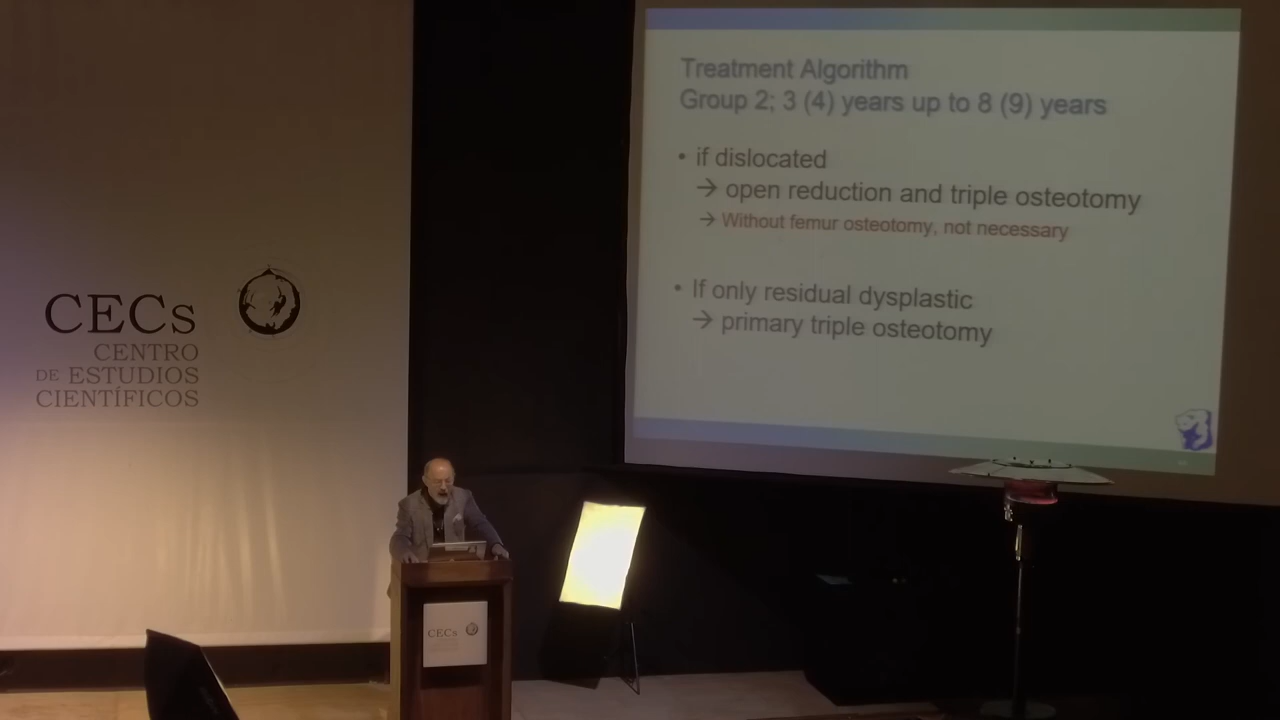 Treatment Algorithm
Group 2; 3 (4) years up to 8 (9) years
• if dislocated
→ open reduction and triple osteotomy
→ Without femur osteotomy, not necessary
• If only residual dysplastic
→ primary triple osteotomy
CECs
CENTRO
DE ESTUDIOS
CIENTÍFICOS
CECs